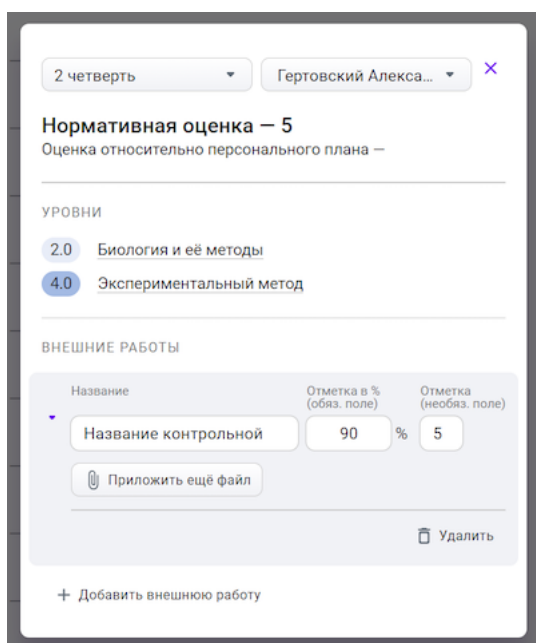 2 четверть
Гертовский Алекса...
Нормативная оценка — 5
Оценка относительно персонального плана —
УРОВНИ
2.0 Биология и её методы
4.0 Экспериментальный метод
ВНЕШНИЕ РАБОТЫ
Название
Отметка в %
(обяз. поле)
Отметка
(необяз. поле)
Название контрольной
90 %
5
Приложить ещё файл
Удалить
+ Добавить внешнюю работу